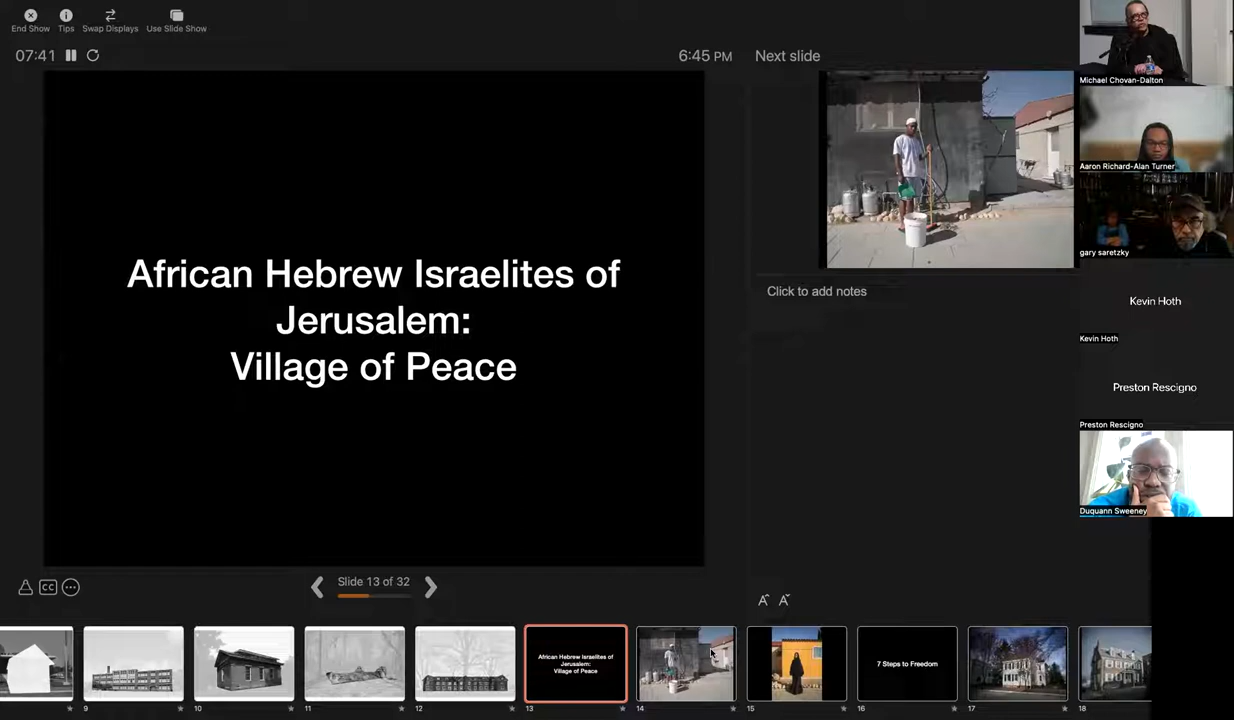 End Show
Tips
Swap Displays
Use Slide Show
07:41
6:45 PM
Next slide
African Hebrew Israelites of
Jerusalem:
Village of Peace
Click to add notes
Michael Chovan-Dalton
Aaron Richard-Alan Turner
gary saretzky
Kevin Hoth
Kevin Hoth
Preston Rescigno
Preston Rescigno
Duquann Sweeney
CC
Slide 13 of 32
A
A
African Hebrew Israelites of
Jerusalem:
Village of Peace
7 Steps to Freedom
9
10
11
12
13
14
15
16
17
18